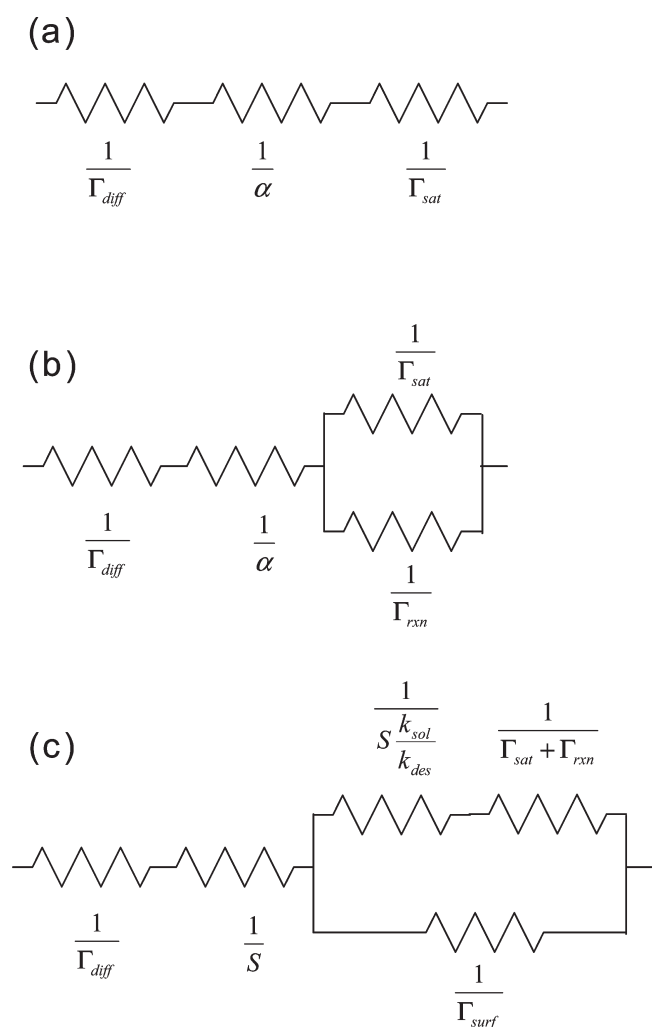 (a)
1/Γdiff 1/α 1/Γsat
(b)
1/Γsat
1/Γdiff 1/α
1/Γrxn
(c)
1/(S ksol/kdes) 1/(Γsat + Γrxn)
1/Γdiff 1/S
1/Γsurf